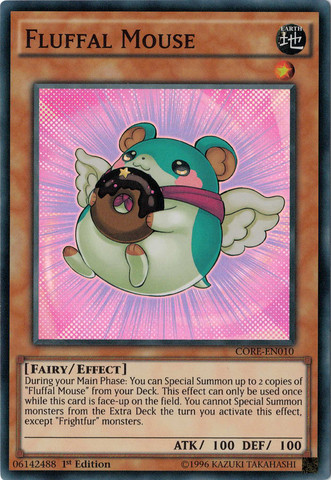 Fluffal Mouse
EARTH
地
CORE-EN010
[Fairy/Effect]
During your Main Phase: You can Special Summon up to 2 copies of
"Fluffal Mouse" from your Deck. This effect can only be used once
while this card is face-up on the field. You cannot Special Summon
monsters from the Extra Deck the turn you activate this effect,
except "Frightfur" monsters.
ATK/ 100 DEF/ 100
06142488 1st Edition ©1996 KAZUKI TAKAHASHI